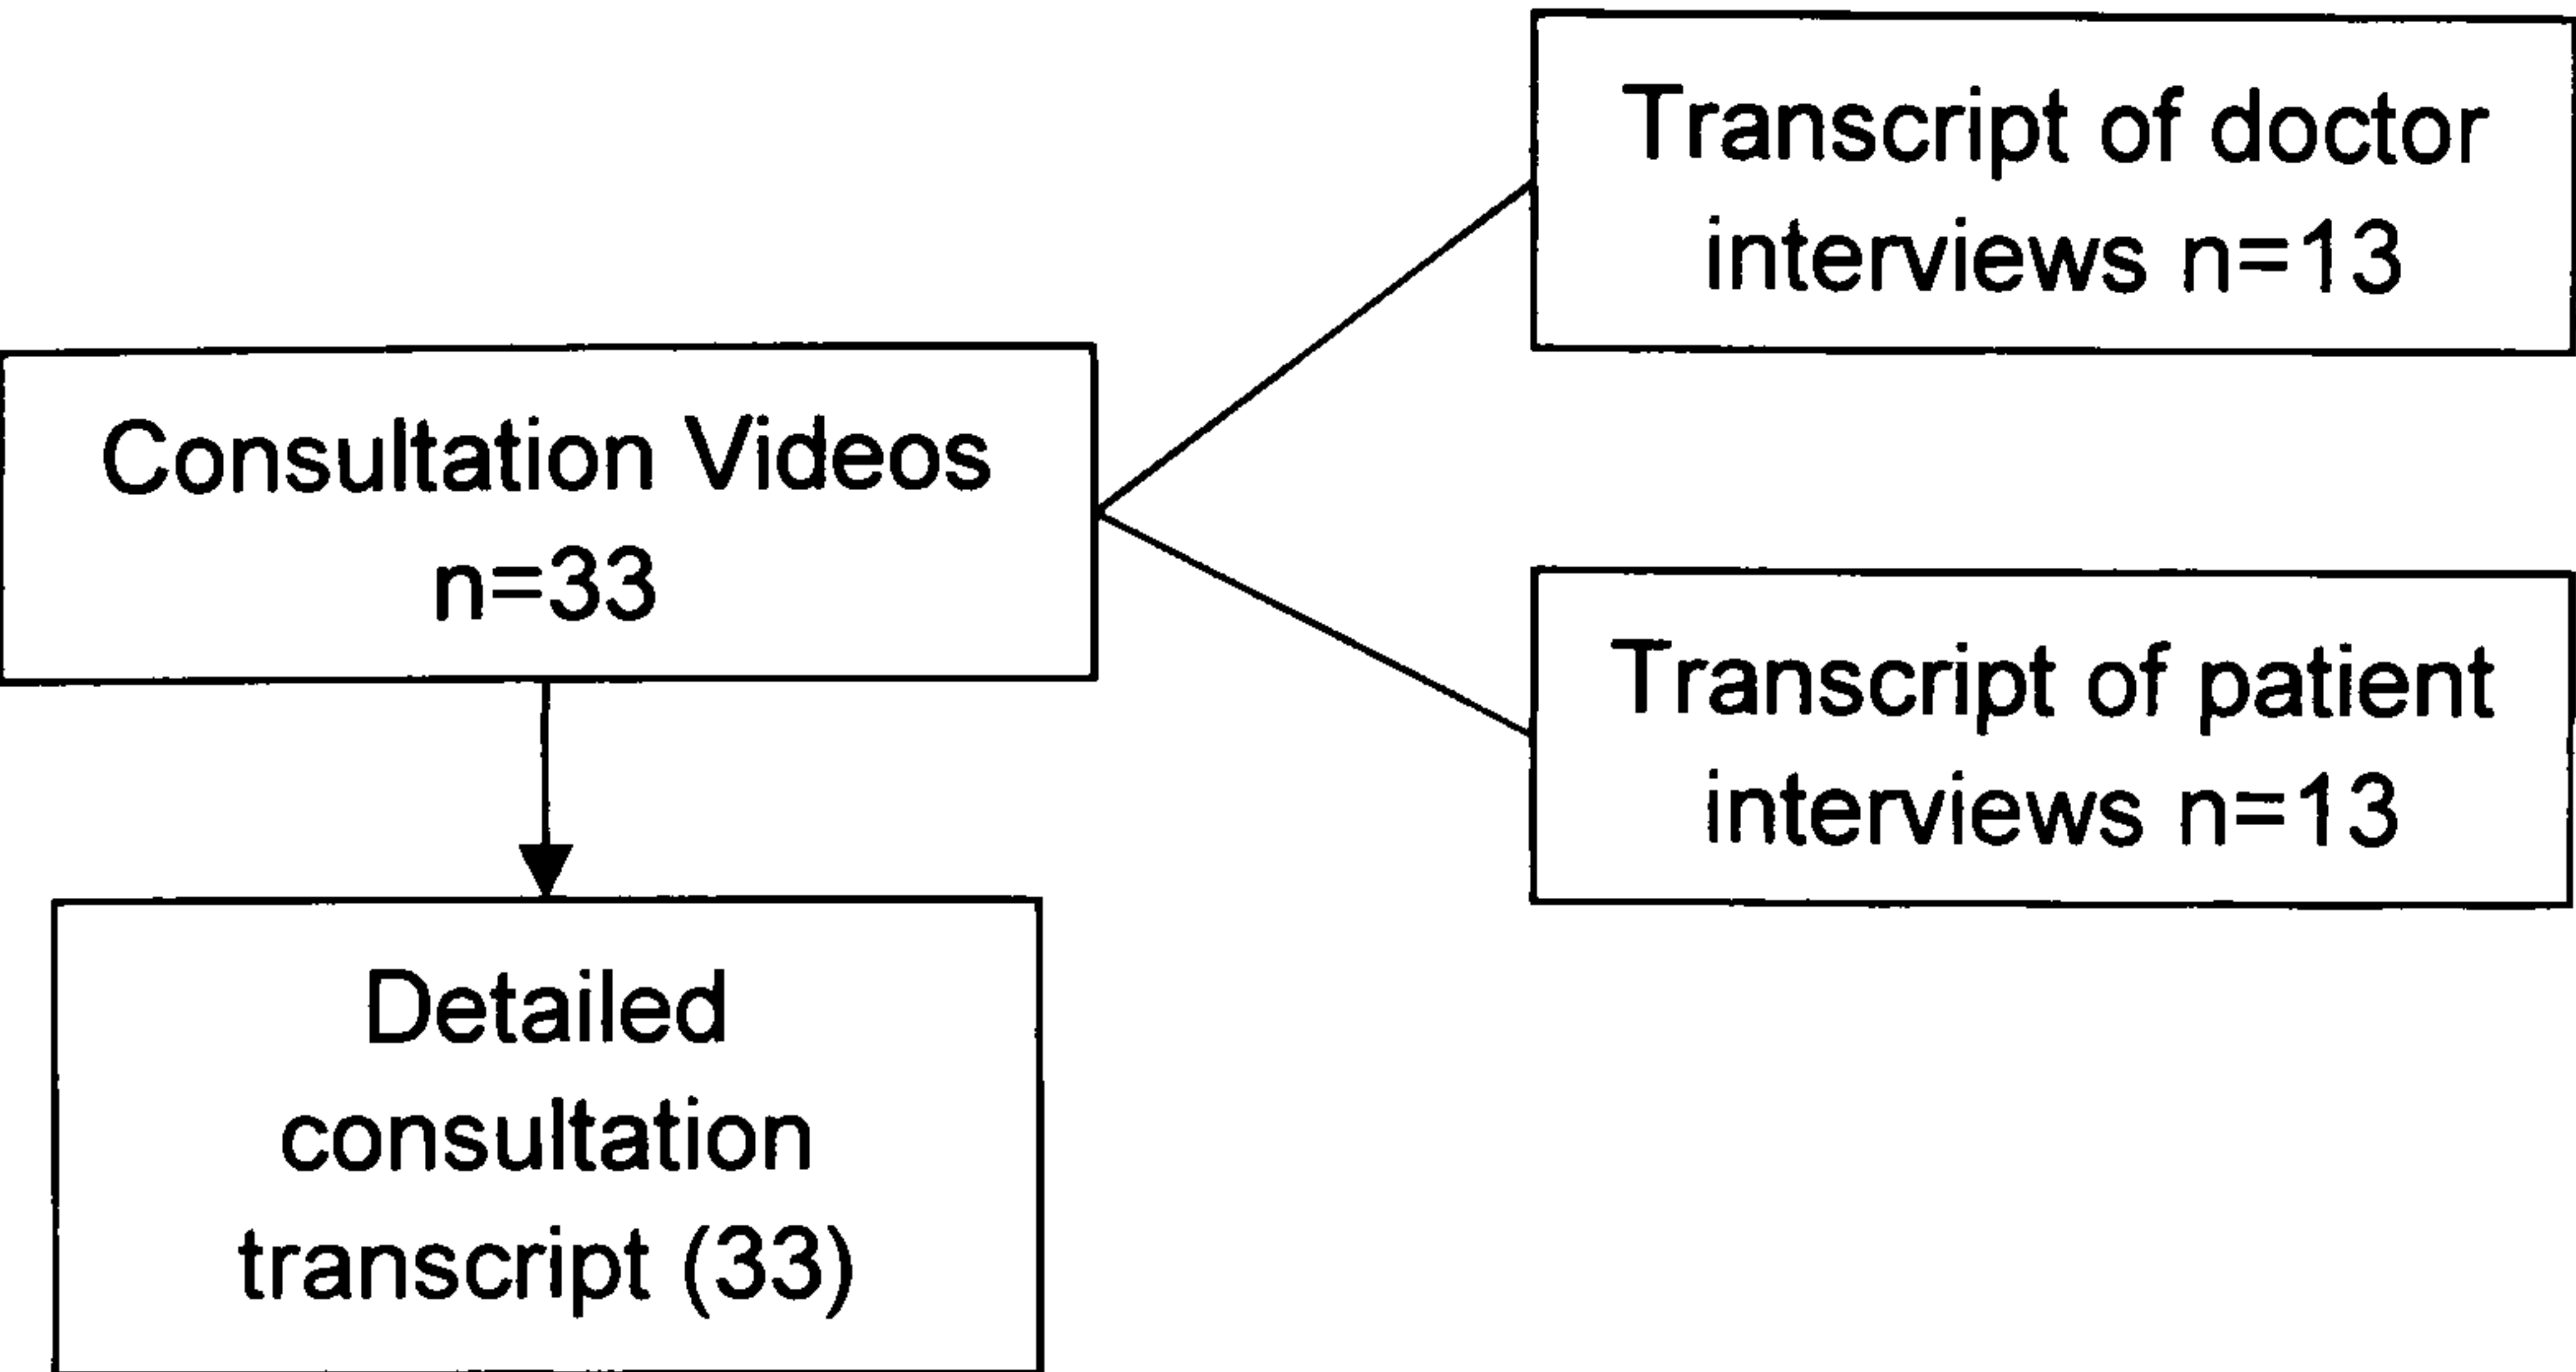 Transcript of doctor
interviews n=13
Consultation Videos
n=33
Transcript of patient
interviews n=13
Detailed
consultation
transcript (33)